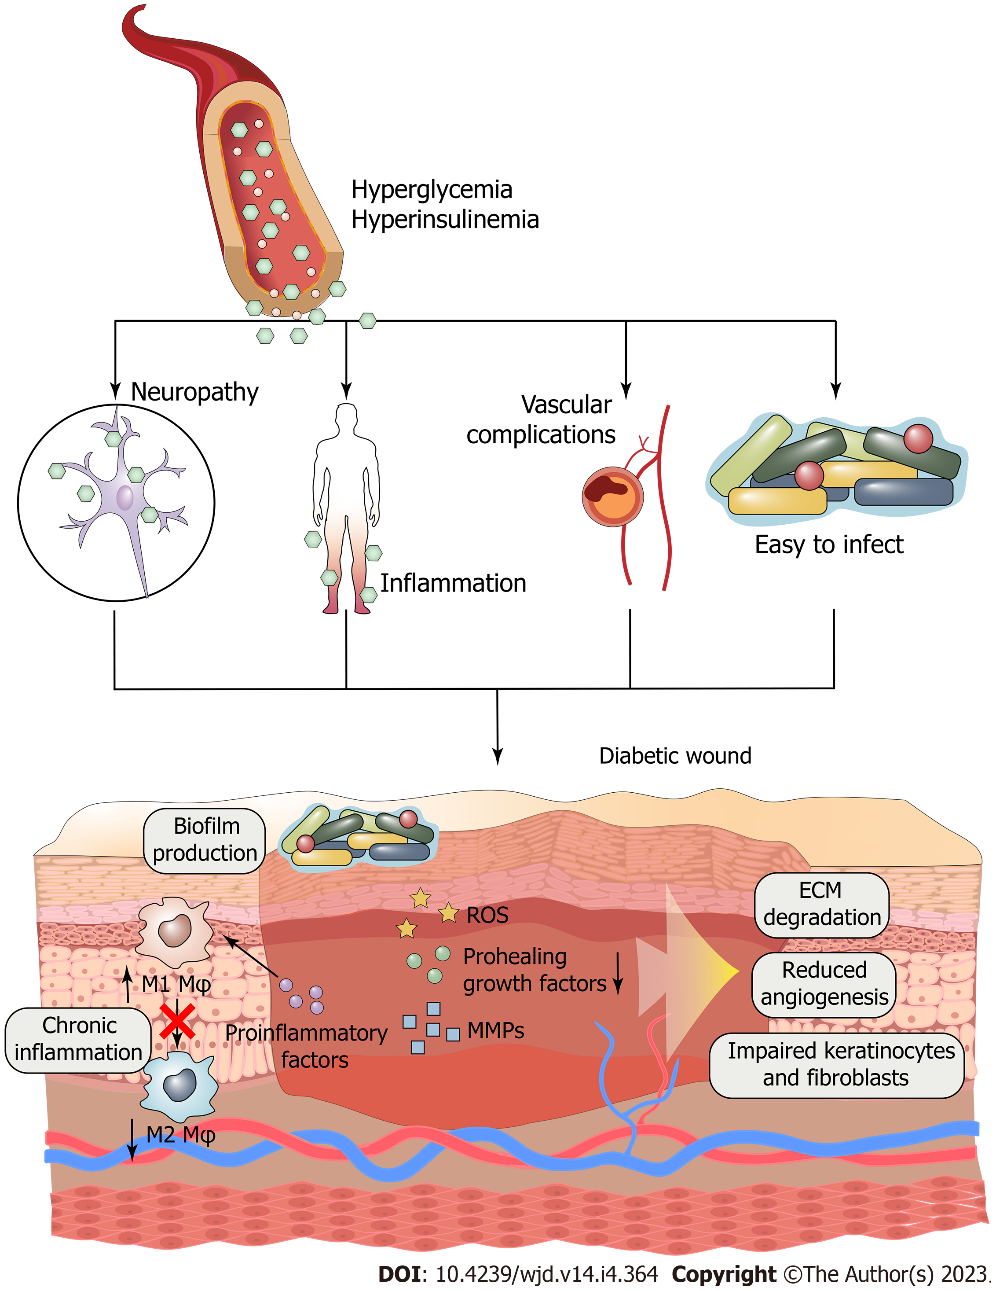 Hyperglycemia
Hyperinsulinemia
Neuropathy
Vascular
complications
Easy to infect
Inflammation
Diabetic wound
Biofilm
production
ROS
Prohealing
growth factors
MMPs
ECM
degradation
Reduced
angiogenesis
Impaired keratinocytes
and fibroblasts
M1 Mφ
Chronic
inflammation
Proinflammatory
factors
M2 Mφ
DOI: 10.4239/wjd.v14.i4.364 Copyright ©The Author(s) 2023.